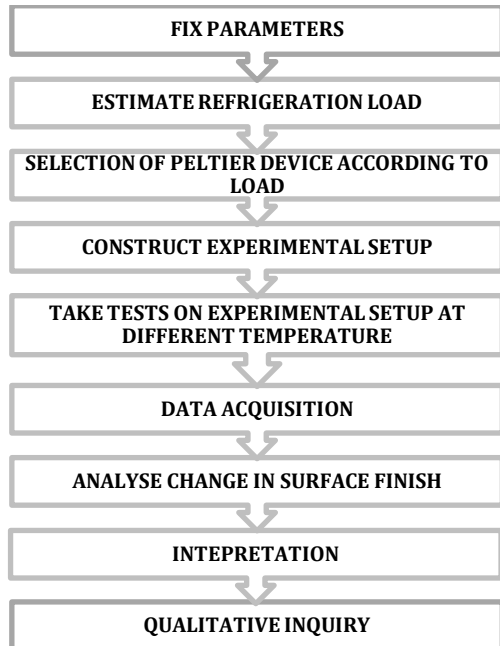 FIX PARAMETERS
ESTIMATE REFRIGERATION LOAD
SELECTION OF PELTIER DEVICE ACCORDING TO
LOAD
CONSTRUCT EXPERIMENTAL SETUP
TAKE TESTS ON EXPERIMENTAL SETUP AT
DIFFERENT TEMPERATURE
DATA ACQUISITION
ANALYSE CHANGE IN SURFACE FINISH
INTEPRETATION
QUALITATIVE INQUIRY